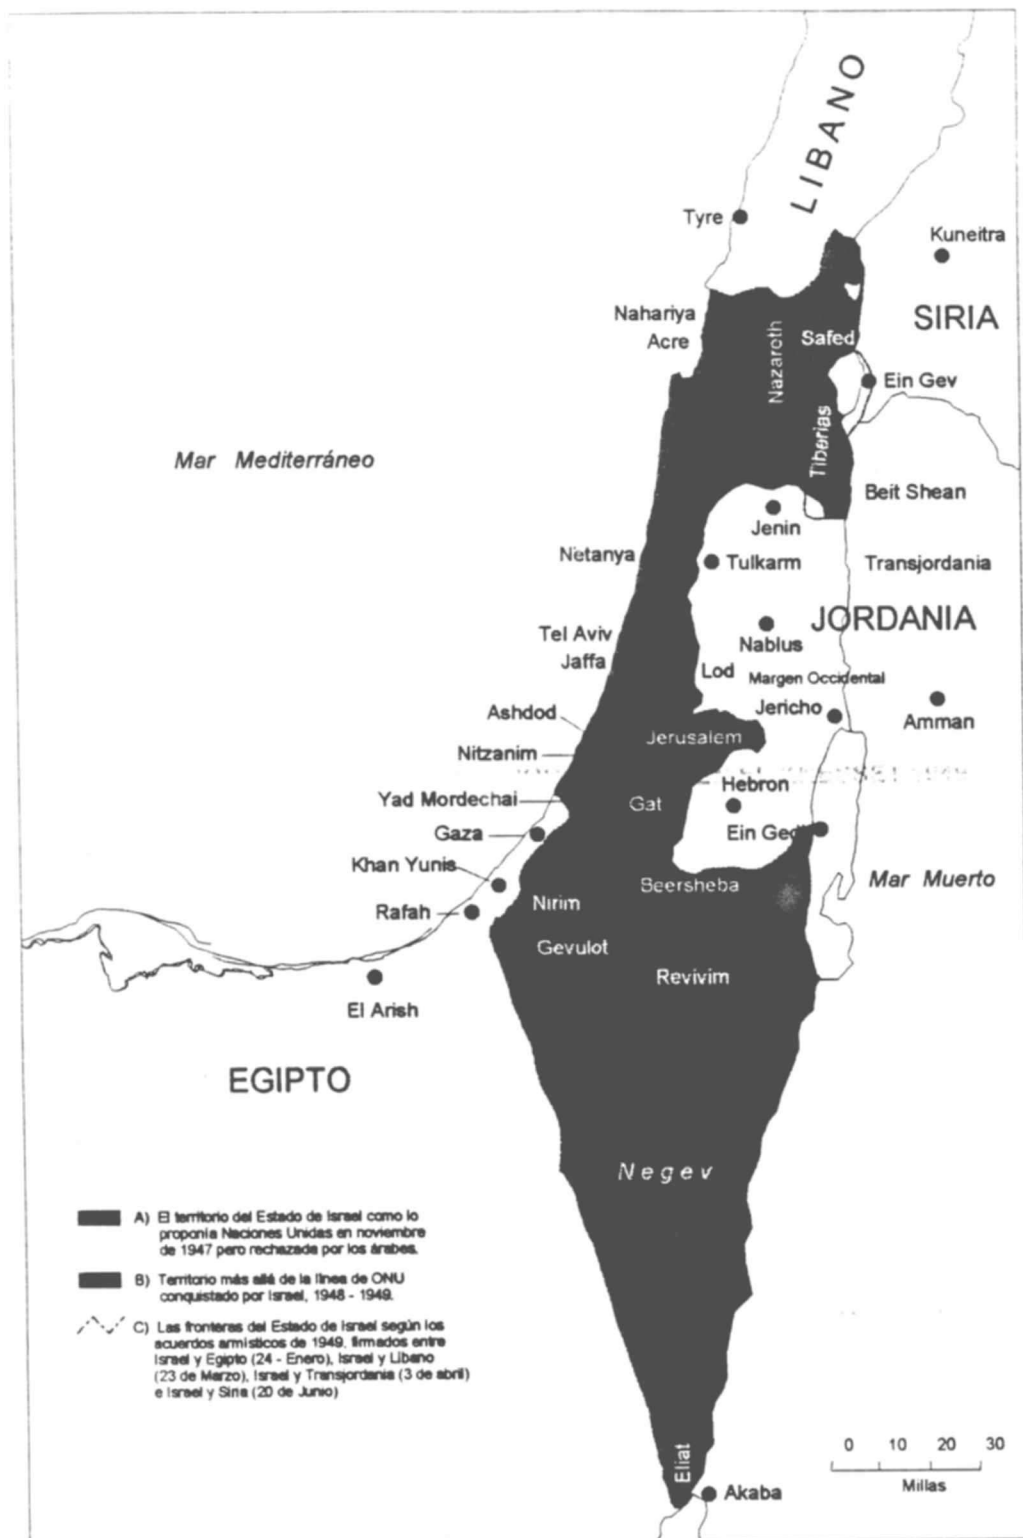 LIBANO
Tyre
Kuneitra
SIRIA
Nahariya
Acre
Nazareth
Safed
Ein Gev
Tiberias
Mar Mediterráneo
Beit Shean
Jenin
Netanya
Tulkarm
Transjordania
JORDANIA
Tel Aviv
Jaffa
Nablus
Lod
Margen Occidental
Jericho
Ashdod
Amman
Jerusalem
Nitzanim
Hebron
Yad Mordechai
Gat
Gaza
Ein Gedi
Khan Yunis
Beersheba
Mar Muerto
Rafah
Nirim
Gevulot
Revivim
El Arish
EGIPTO
Negev
A) El territorio del Estado de Israel como lo
proponía Naciones Unidas en noviembre
de 1947 pero rechazada por los árabes.
B) Territorio más allá de la línea de ONU
conquistado por Israel, 1948 - 1949.
C) Las fronteras del Estado de Israel según los
acuerdos armísticos de 1949, firmados entre
Israel y Egipto (24 - Enero), Israel y Líbano
(23 de Marzo), Israel y Transjordania (3 de abril)
e Israel y Siria (20 de Junio)
Eliat
Akaba
0 10 20 30
Millas